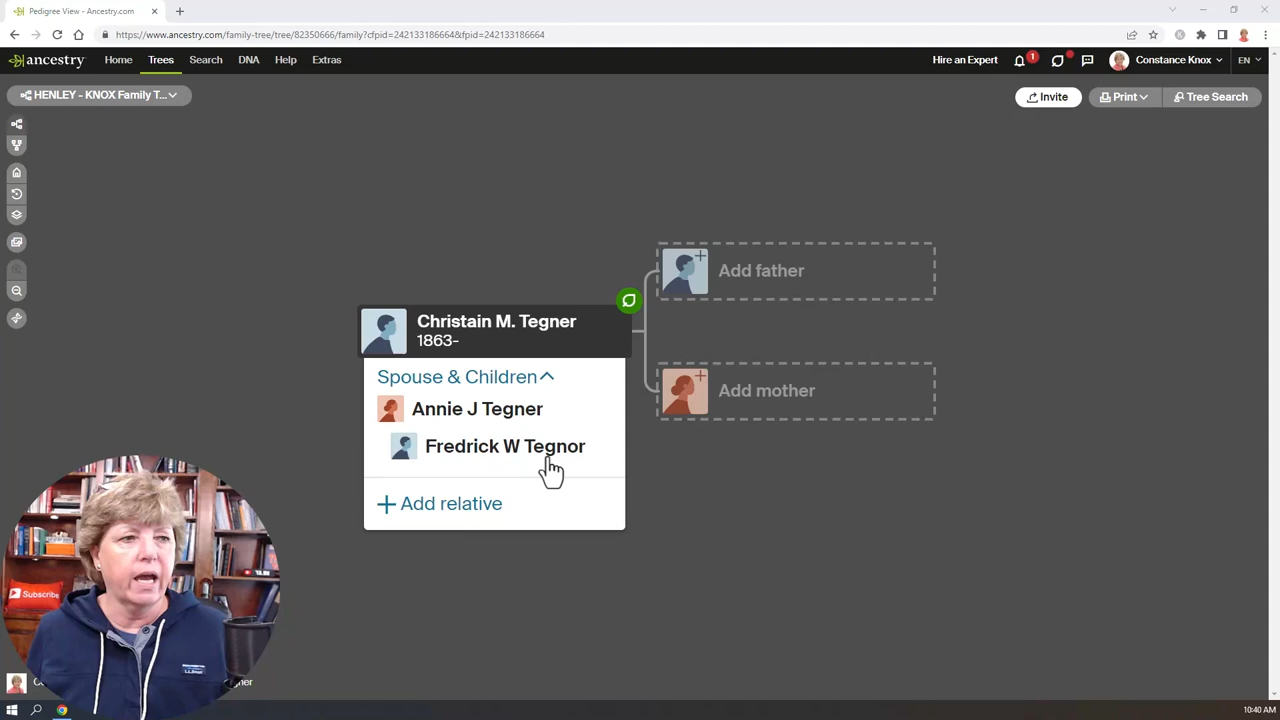 Pedigree View - Ancestry.com
https://www.ancestry.com/family-tree/tree/82350666/family?cfpid=242133186664&fpid=242133186664
ancestry Home Trees Search DNA Help Extras Hire an Expert 1 Constance Knox EN
HENLEY - KNOX Family T... Invite Print Tree Search
Add father
Christain M. Tegner
1863-
Spouse & Children
Add mother
Annie J Tegner
Fredrick W Tegnor
+ Add relative
Subscribe
L.L.Bean
10:40 AM